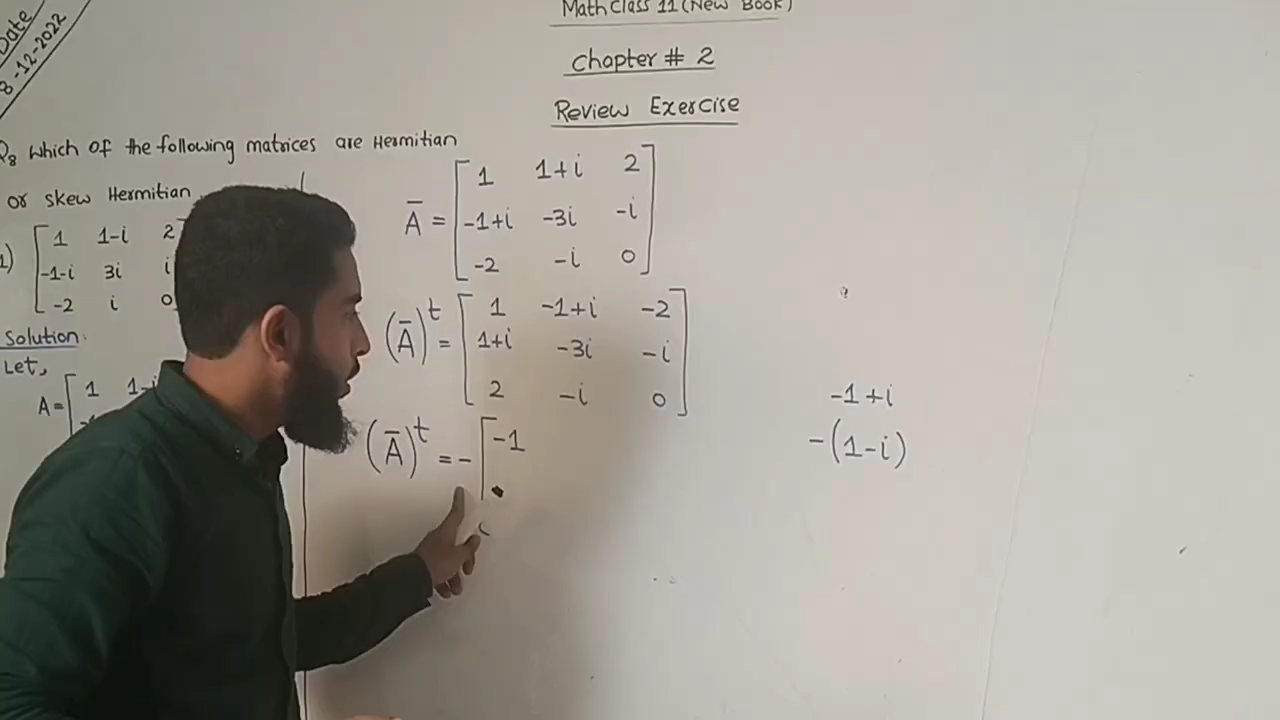 Date
8-12-2022
Math Class 11 (New Book)
Chapter # 2
Review Exercise
Q8 Which of the following matrices are Hermitian
or skew Hermitian
1) [ 1 1-i 2
-1-i 3i i
-2 i 0
Solution:
Let,
A = [ 1 1-i
Ā = [ 1 1+i 2 ]
-1+i -3i -i
-2 -i 0
(Ā)^t = [ 1 -1+i -2 ]
1+i -3i -i
2 -i 0
(Ā)^t = - [ -1
-1+i
-(1-i)